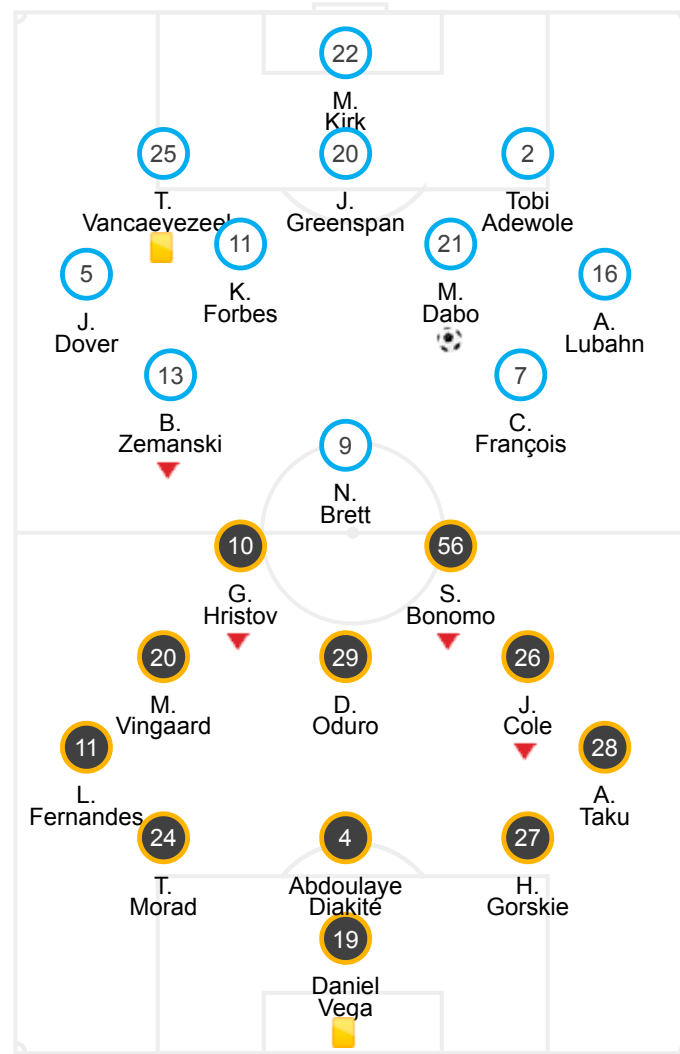 22
M.
Kirk
25
20
2
T.
Vancaeyezeel
J.
Greenspan
Tobi
Adewole
11
21
5
16
K.
Forbes
M.
Dabo
J.
Dover
A.
Lubahn
13
7
B.
Zemanski
C.
François
9
N.
Brett
10
56
G.
Hristov
S.
Bonomo
20
29
26
M.
Vingaard
D.
Oduro
J.
Cole
11
28
L.
Fernandes
A.
Taku
24
4
27
T.
Morad
Abdoulaye
Diakité
H.
Gorskie
19
Daniel
Vega